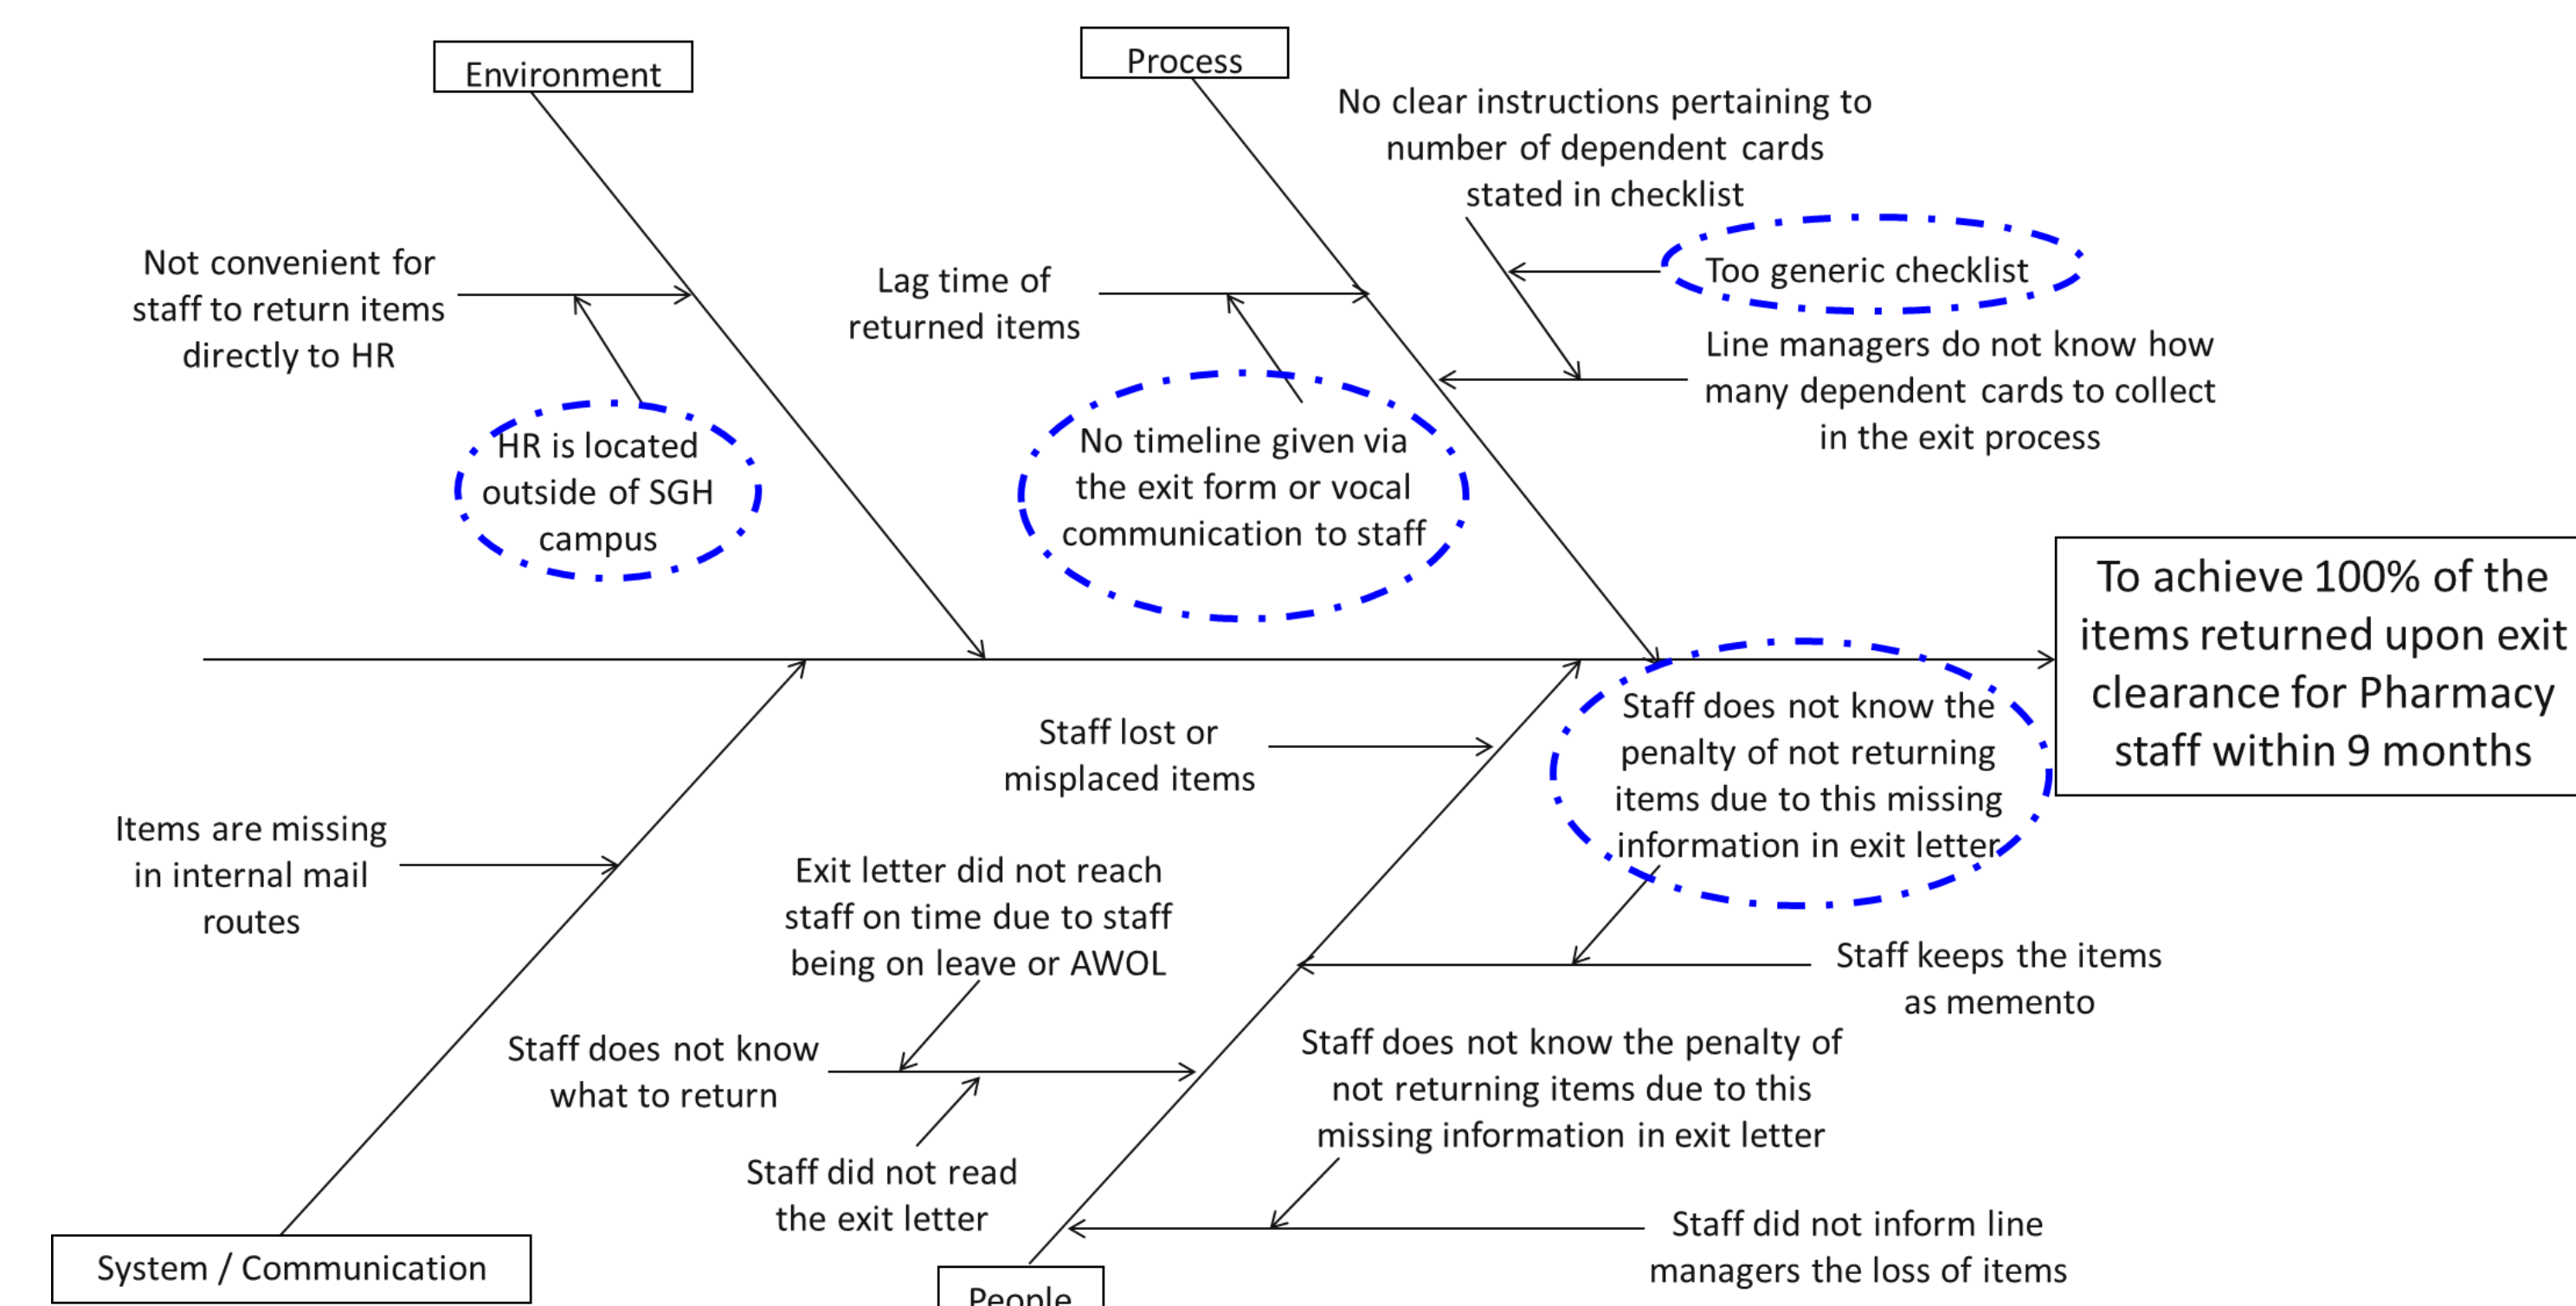 Environment
Process
No clear instructions pertaining to
number of dependent cards
stated in checklist
Not convenient for
staff to return items
directly to HR
Lag time of
returned items
Too generic checklist
Line managers do not know how
many dependent cards to collect
in the exit process
HR is located
outside of SGH
campus
No timeline given via
the exit form or vocal
communication to staff
To achieve 100% of the
items returned upon exit
clearance for Pharmacy
staff within 9 months
Staff lost or
misplaced items
Staff does not know the
penalty of not returning
items due to this missing
information in exit letter
Items are missing
in internal mail
routes
Exit letter did not reach
staff on time due to staff
being on leave or AWOL
Staff keeps the items
as memento
Staff does not know
what to return
Staff does not know the penalty of
not returning items due to this
missing information in exit letter
Staff did not read
the exit letter
Staff did not inform line
managers the loss of items
System / Communication
People